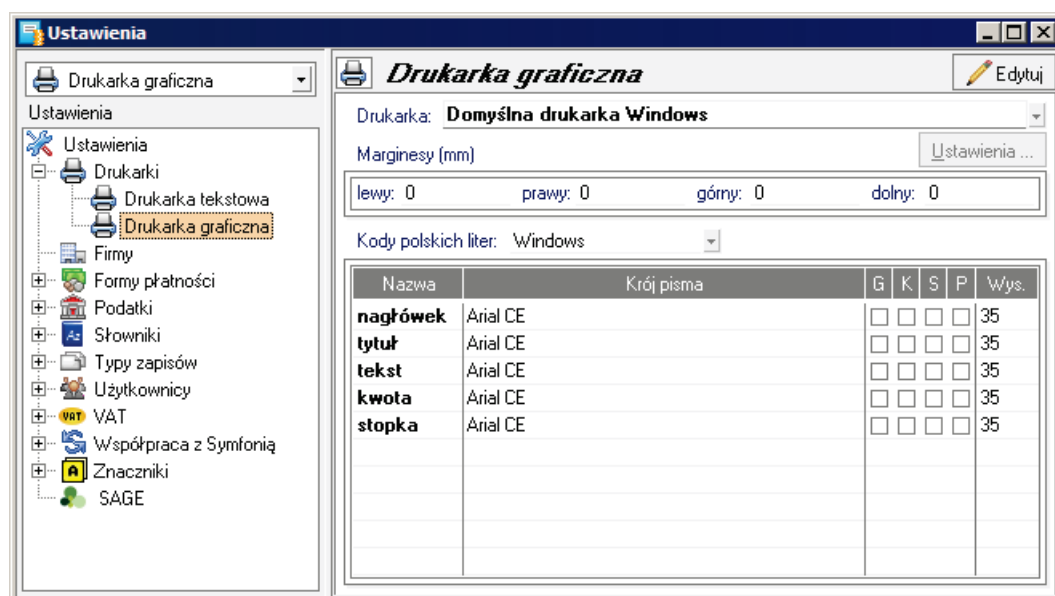 Ustawienia
Drukarka graficzna
Ustawienia
Ustawienia
Drukarki
Drukarka tekstowa
Drukarka graficzna
Firmy
Formy płatności
Podatki
Słowniki
Typy zapisów
Użytkownicy
VAT VAT
Współpraca z Symfonią
A Znaczniki
SAGE
Drukarka graficzna Edytuj
Drukarka: Domyślna drukarka Windows
Marginesy (mm) Ustawienia ...
lewy: 0 prawy: 0 górny: 0 dolny: 0
Kody polskich liter: Windows
Nazwa Krój pisma G K S P Wys.
nagłówek Arial CE 35
tytuł Arial CE 35
tekst Arial CE 35
kwota Arial CE 35
stopka Arial CE 35